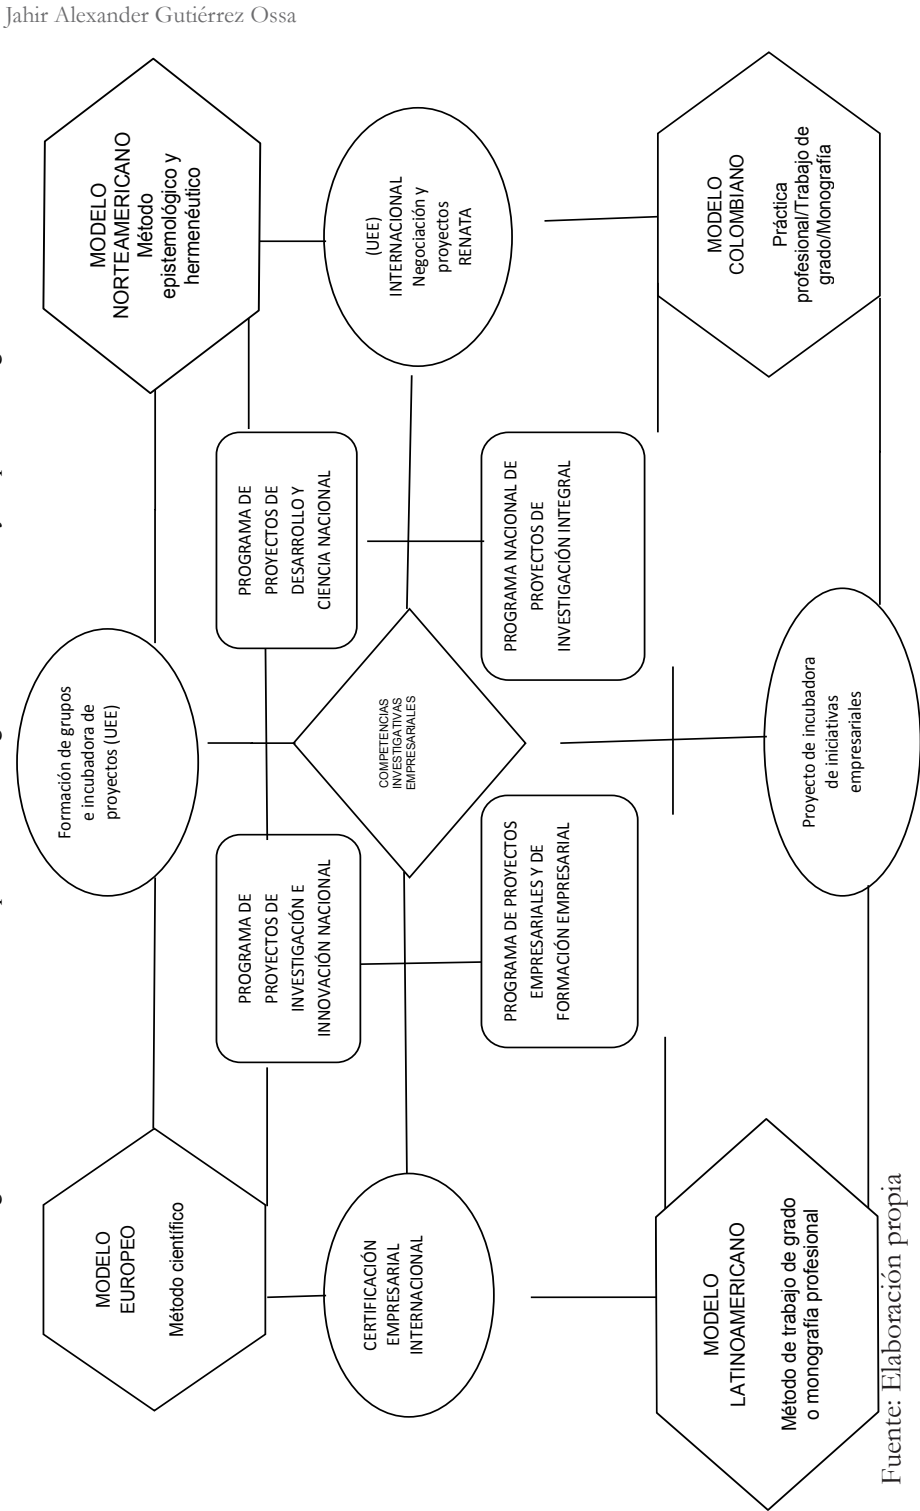 Jahir Alexander Gutiérrez Ossa
MODELO
EUROPEO
Método científico
Formación de grupos
e incubadora de
proyectos (UEE)
MODELO
NORTEAMERICANO
Método
epistemológico y
hermenéutico
PROGRAMA DE
PROYECTOS DE
INVESTIGACIÓN E
INNOVACIÓN NACIONAL
PROGRAMA DE
PROYECTOS DE
DESARROLLO Y
CIENCIA NACIONAL
CERTIFICACIÓN
EMPRESARIAL
INTERNACIONAL
COMPETENCIAS
INVESTIGATIVAS
EMPRESARIALES
(UEE)
INTERNACIONAL
Negociación y
proyectos
RENATA
PROGRAMA DE PROYECTOS
EMPRESARIALES Y DE
FORMACIÓN EMPRESARIAL
PROGRAMA NACIONAL DE
PROYECTOS DE
INVESTIGACIÓN INTEGRAL
MODELO
LATINOAMERICANO
Método de trabajo de grado
o monografía profesional
Proyecto de incubadora
de iniciativas
empresariales
MODELO
COLOMBIANO
Práctica
profesional/Trabajo de
grado/Monografía
Fuente: Elaboración propia